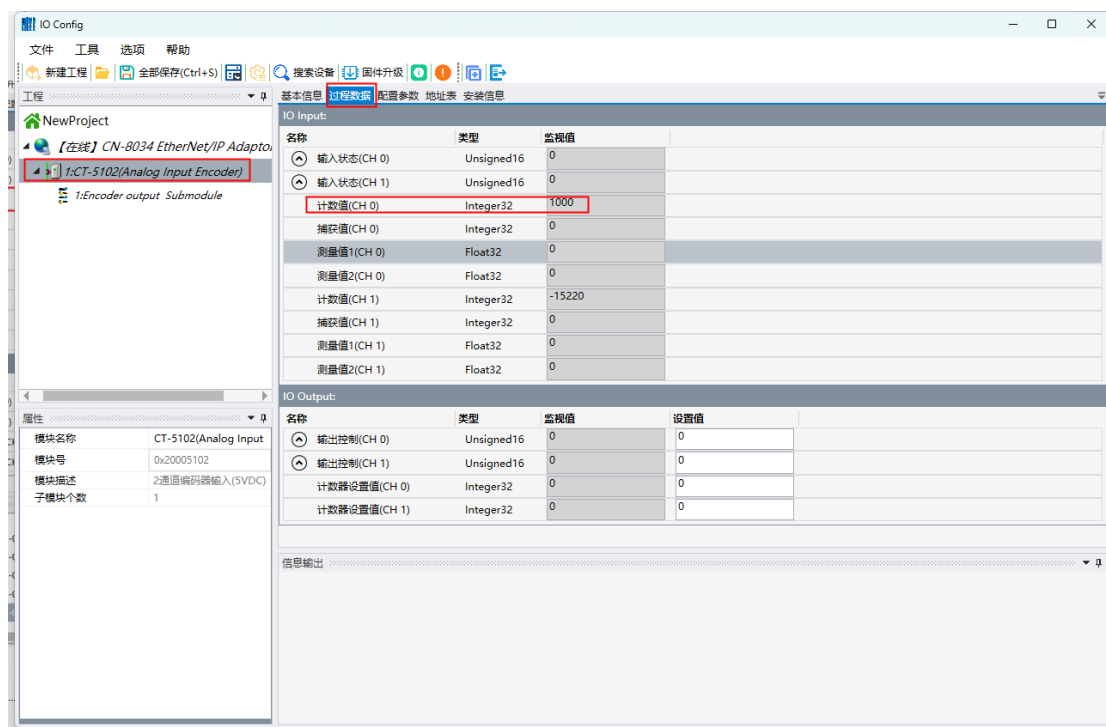 IO Config
文件 工具 选项 帮助
新建工程 全部保存(Ctrl+S) 搜索设备 固件升级
工程
基本信息 过程数据 配置参数 地址表 安装信息
NewProject
【在线】CN-8034 EtherNet/IP Adapto
1:CT-5102(Analog Input Encoder)
1:Encoder output Submodule
IO Input:
名称 类型 监视值
输入状态(CH 0) Unsigned16 0
输入状态(CH 1) Unsigned16 0
计数值(CH 0) Integer32 1000
捕获值(CH 0) Integer32 0
测量值1(CH 0) Float32 0
测量值2(CH 0) Float32 0
计数值(CH 1) Integer32 -15220
捕获值(CH 1) Integer32 0
测量值1(CH 1) Float32 0
测量值2(CH 1) Float32 0
IO Output:
名称 类型 监视值 设置值
输出控制(CH 0) Unsigned16 0 0
输出控制(CH 1) Unsigned16 0 0
计数器设置值(CH 0) Integer32 0 0
计数器设置值(CH 1) Integer32 0 0
属性
模块名称 CT-5102(Analog Input
模块号 0x20005102
模块描述 2通道编码器输入(5VDC)
子模块个数 1
信息输出